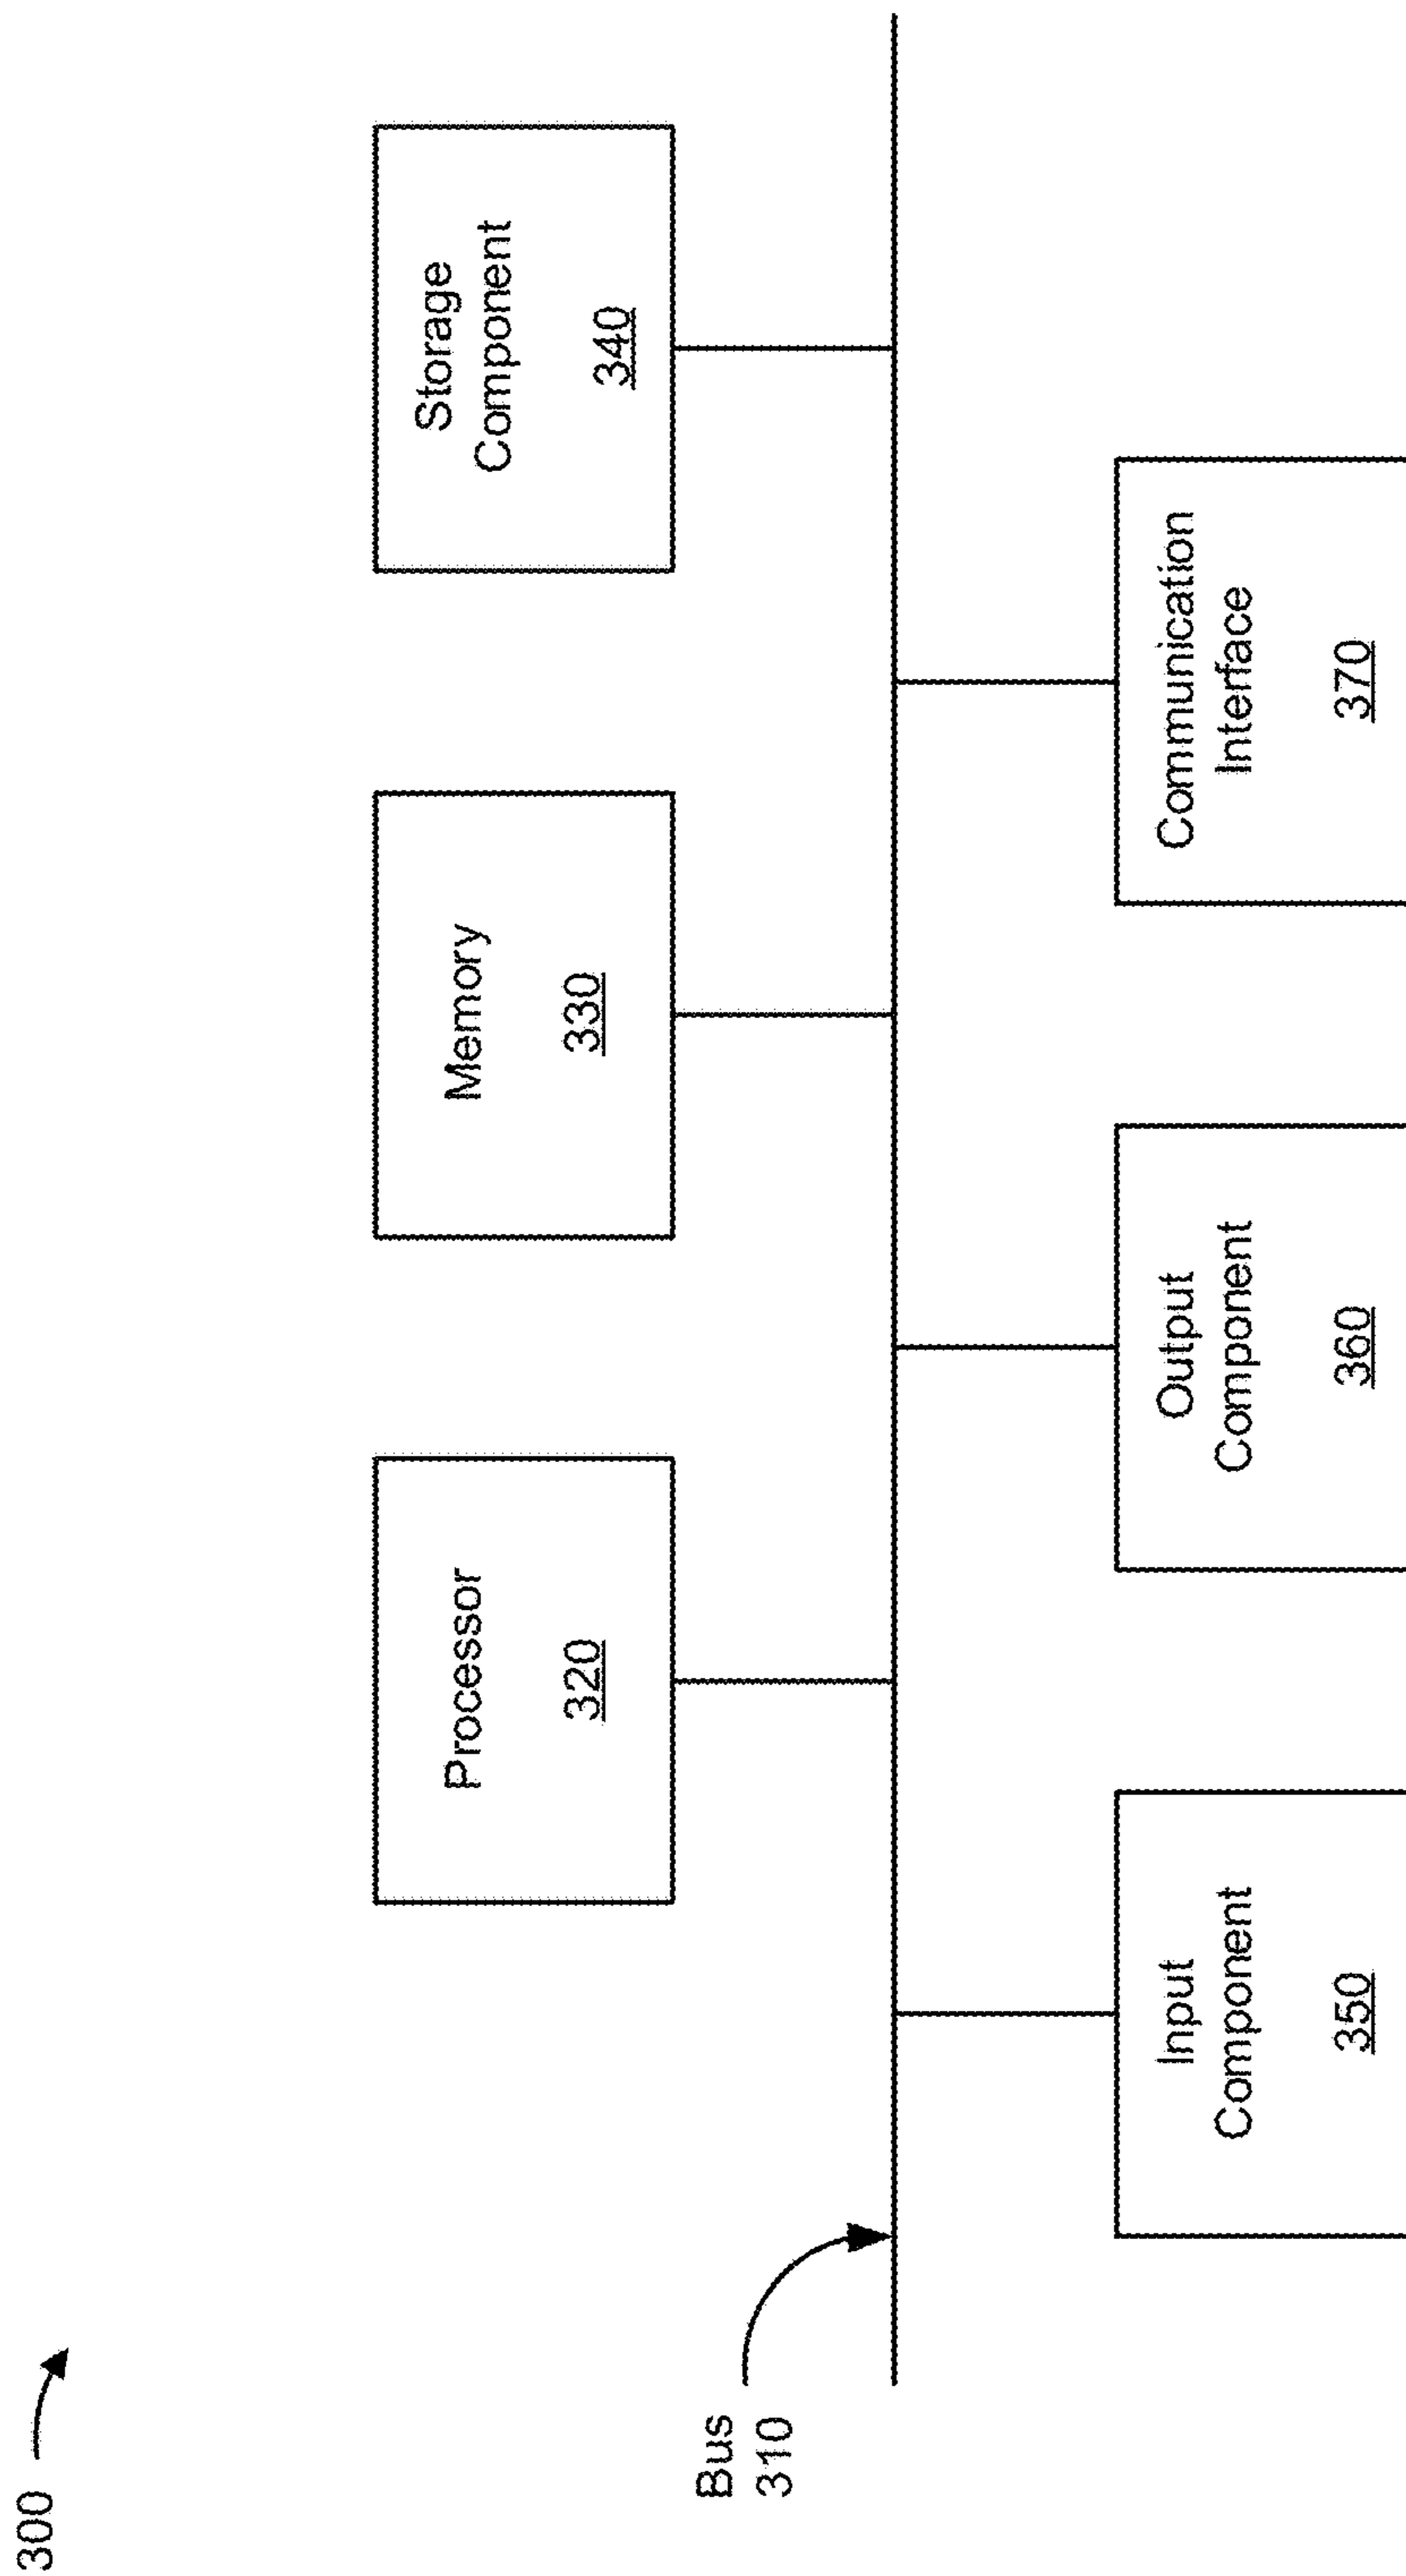 300
Processor
320
Memory
330
Storage
Component
340
Bus
310
Input
Component
350
Output
Component
360
Communication
Interface
370